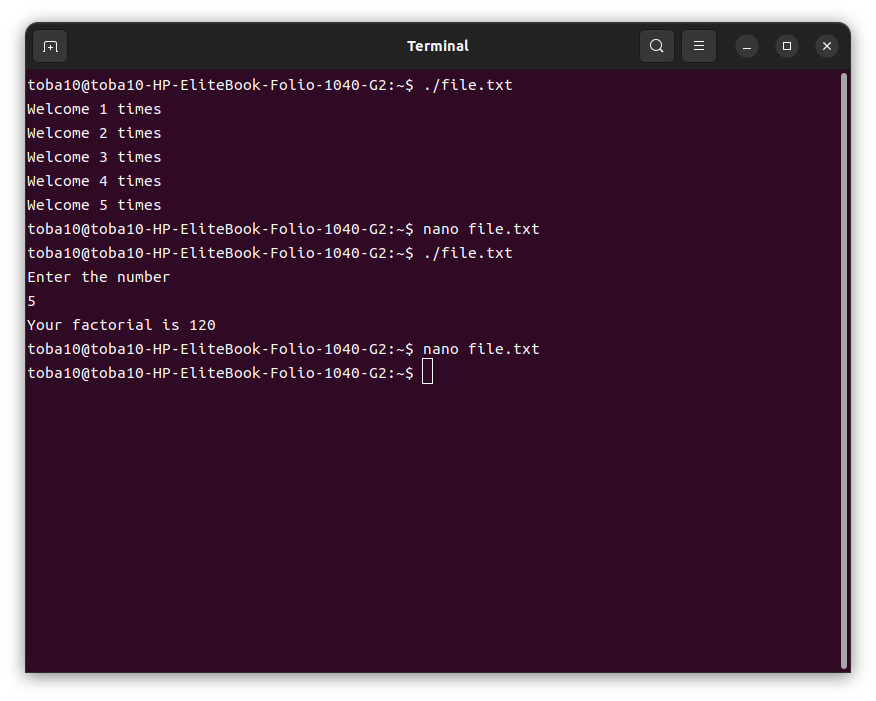 Terminal
toba10@toba10-HP-EliteBook-Folio-1040-G2:~$ ./file.txt
Welcome 1 times
Welcome 2 times
Welcome 3 times
Welcome 4 times
Welcome 5 times
toba10@toba10-HP-EliteBook-Folio-1040-G2:~$ nano file.txt
toba10@toba10-HP-EliteBook-Folio-1040-G2:~$ ./file.txt
Enter the number
5
Your factorial is 120
toba10@toba10-HP-EliteBook-Folio-1040-G2:~$ nano file.txt
toba10@toba10-HP-EliteBook-Folio-1040-G2:~$